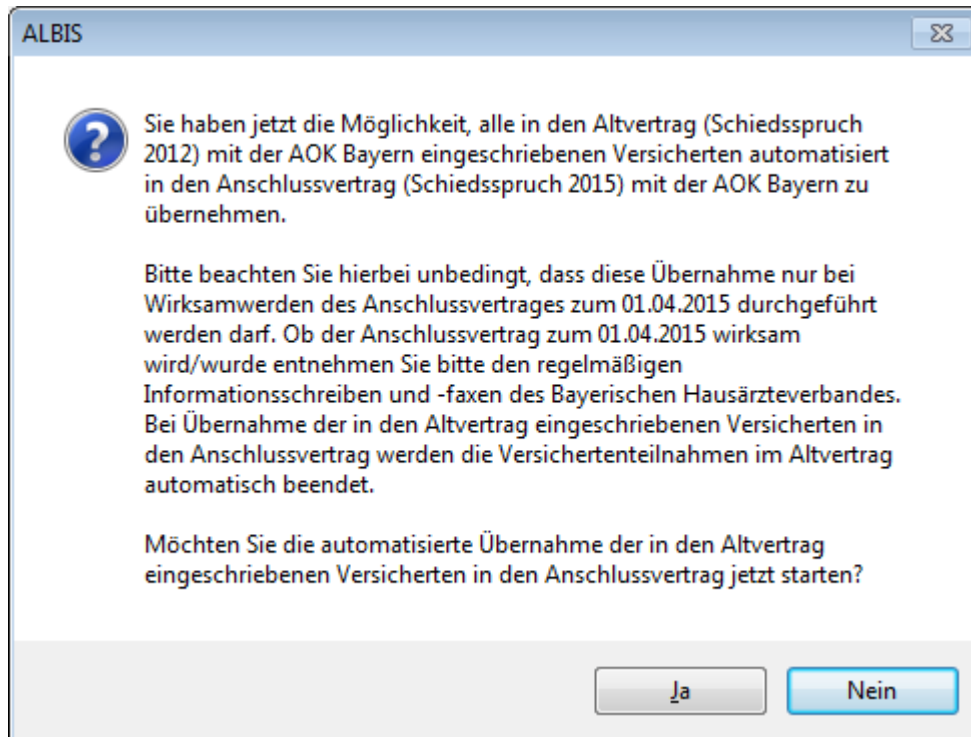 ALBIS
Sie haben jetzt die Möglichkeit, alle in den Altvertrag (Schiedsspruch
2012) mit der AOK Bayern eingeschriebenen Versicherten automatisiert
in den Anschlussvertrag (Schiedsspruch 2015) mit der AOK Bayern zu
übernehmen.
Bitte beachten Sie hierbei unbedingt, dass diese Übernahme nur bei
Wirksamwerden des Anschlussvertrages zum 01.04.2015 durchgeführt
werden darf. Ob der Anschlussvertrag zum 01.04.2015 wirksam
wird/wurde entnehmen Sie bitte den regelmäßigen
Informationsschreiben und -faxen des Bayerischen Hausärzteverbandes.
Bei Übernahme der in den Altvertrag eingeschriebenen Versicherten in
den Anschlussvertrag werden die Versichertenteilnahmen im Altvertrag
automatisch beendet.
Möchten Sie die automatisierte Übernahme der in den Altvertrag
eingeschriebenen Versicherten in den Anschlussvertrag jetzt starten?
Ja Nein